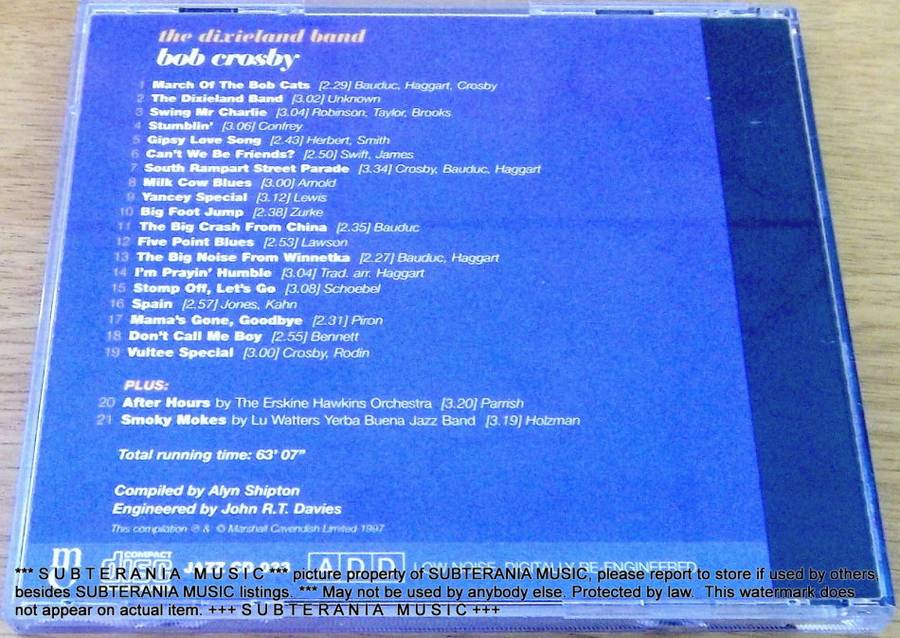 the dixieland band
bob crosby
1 March Of The Bob Cats [2.29] Bauduc, Haggart, Crosby
2 The Dixieland Band [3.02] Unknown
3 Swing Mr Charlie [3.04] Robinson, Taylor, Brooks
4 Stumblin' [3.06] Confrey
5 Gipsy Love Song [2.43] Herbert, Smith
6 Can't We Be Friends? [2.50] Swift, James
7 South Rampart Street Parade [3.34] Crosby, Bauduc, Haggart
8 Milk Cow Blues [3.00] Arnold
9 Yancey Special [3.12] Lewis
10 Big Foot Jump [2.38] Zurke
11 The Big Crash From China [2.35] Bauduc
12 Five Point Blues [2.53] Lawson
13 The Big Noise From Winnetka [2.27] Bauduc, Haggart
14 I'm Prayin' Humble [3.04] Trad. arr. Haggart
15 Stomp Off, Let's Go [3.08] Schoebel
16 Spain [2.57] Jones, Kahn
17 Mama's Gone, Goodbye [2.31] Piron
18 Don't Call Me Boy [2.55] Bennett
19 Vultee Special [3.00] Crosby, Rodin
PLUS:
20 After Hours by The Erskine Hawkins Orchestra [3.20] Parrish
21 Smoky Mokes by Lu Watters Yerba Buena Jazz Band [3.19] Holzman
Total running time: 63' 07"
Compiled by Alyn Shipton
Engineered by John R.T. Davies
This compilation ℗ & © Marshall Cavendish Limited 1997
COMPACT
disc JAZZ CD ADD LOW-NOISE, DIGITALLY RE-ENGINEERED
*** S U B T E R A N I A M U S I C *** picture property of SUBTERANIA MUSIC, please report to store if used by others,
besides SUBTERANIA MUSIC listings. *** May not be used by anybody else. Protected by law. This watermark does
not appear on actual item. +++ S U B T E R A N I A M U S I C +++